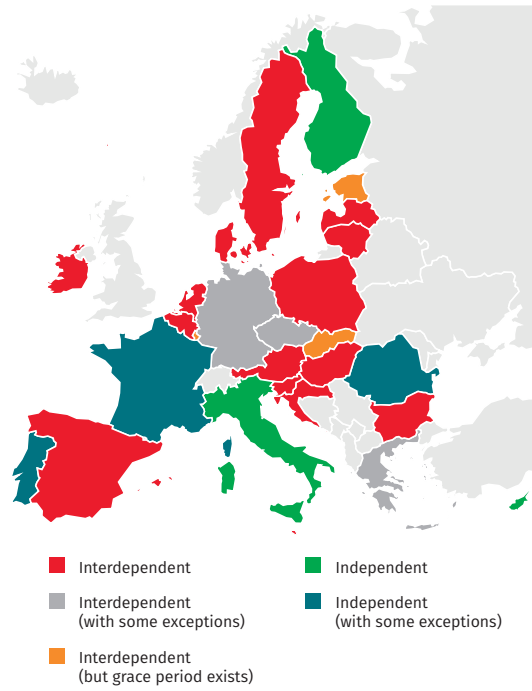 Interdependent
Interdependent
(with some exceptions)
Interdependent
(but grace period exists)
Independent
Independent
(with some exceptions)